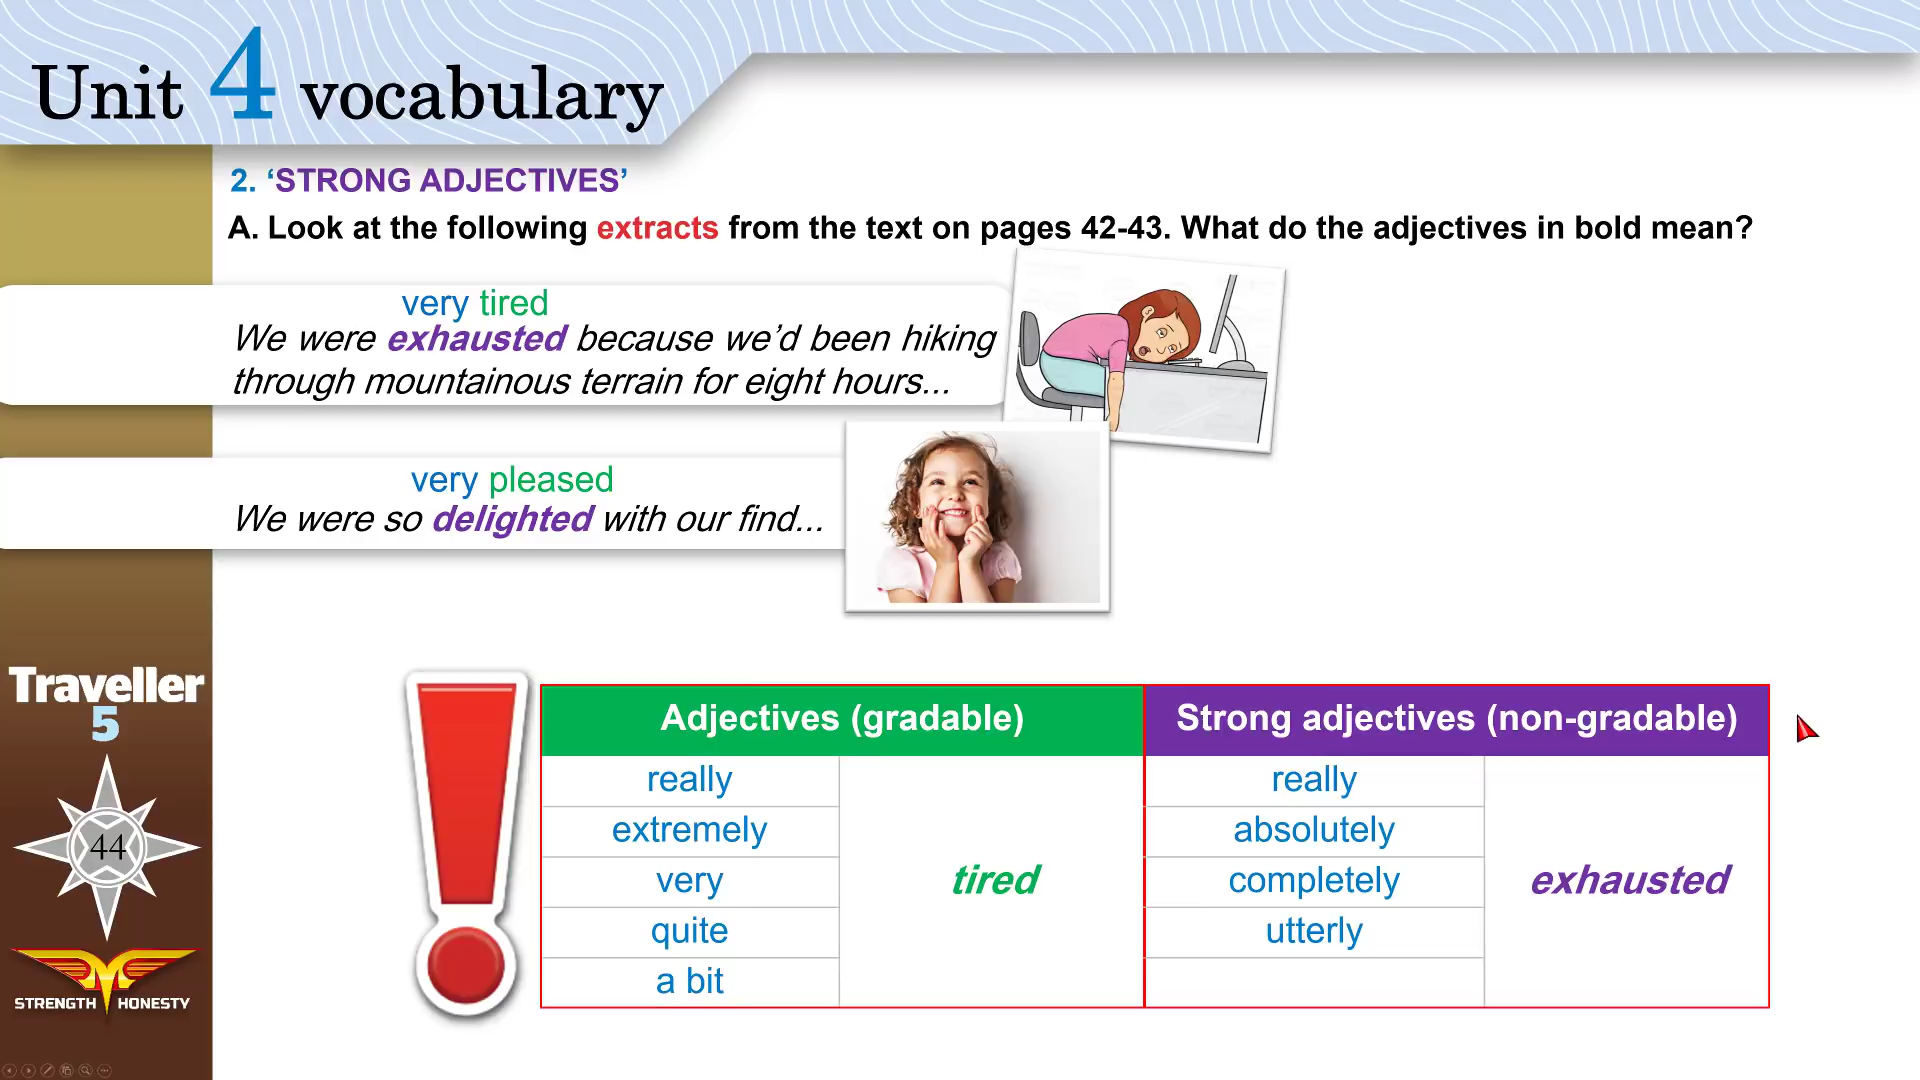 Unit 4 vocabulary
2. ‘STRONG ADJECTIVES’
A. Look at the following extracts from the text on pages 42-43. What do the adjectives in bold mean?
very tired
We were exhausted because we’d been hiking
through mountainous terrain for eight hours...
very pleased
We were so delighted with our find...
Traveller
5
44
STRENGTH HONESTY
Adjectives (gradable) Strong adjectives (non-gradable)
really really
extremely absolutely
very tired completely exhausted
quite utterly
a bit